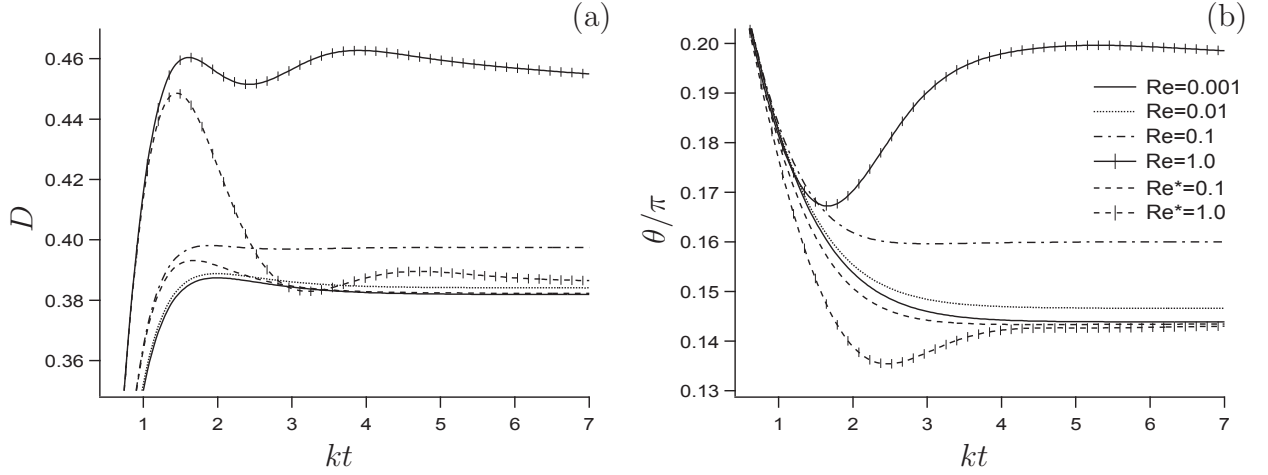 (a)
0.46
0.44
0.42
0.40
0.38
0.36
D
1 2 3 4 5 6 7
kt
(b)
0.20
0.19
0.18
0.17
0.16
0.15
0.14
0.13
θ/π
1 2 3 4 5 6 7
kt
Re=0.001
Re=0.01
Re=0.1
Re=1.0
Re*=0.1
Re*=1.0